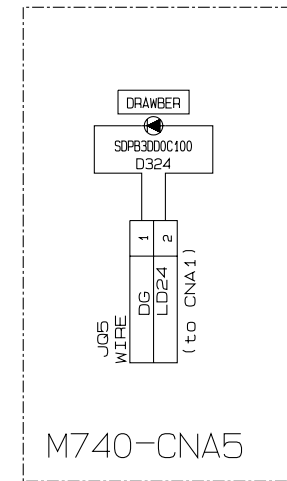 DRAWBER
SDPB3DD0C100
D324
1 2
DG
LD24
JQ5
WIRE
(to CNA1)
M740-CNA5